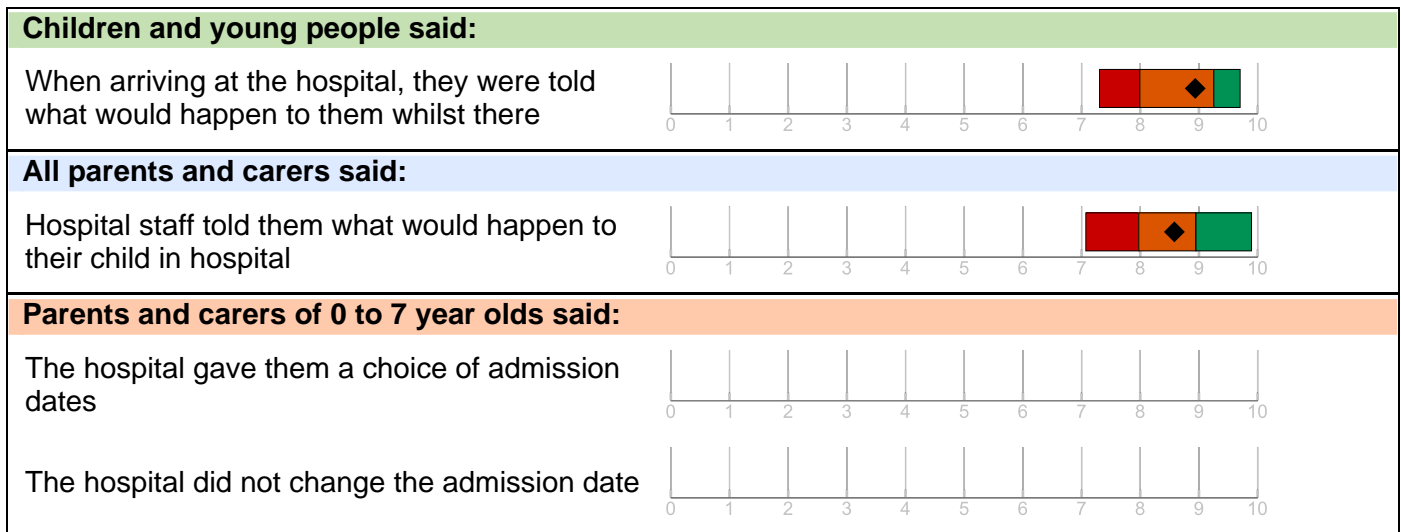 Children and young people said:
When arriving at the hospital, they were told
what would happen to them whilst there
0 1 2 3 4 5 6 7 8 9 10
All parents and carers said:
Hospital staff told them what would happen to
their child in hospital
0 1 2 3 4 5 6 7 8 9 10
Parents and carers of 0 to 7 year olds said:
The hospital gave them a choice of admission
dates
0 1 2 3 4 5 6 7 8 9 10
The hospital did not change the admission date
0 1 2 3 4 5 6 7 8 9 10